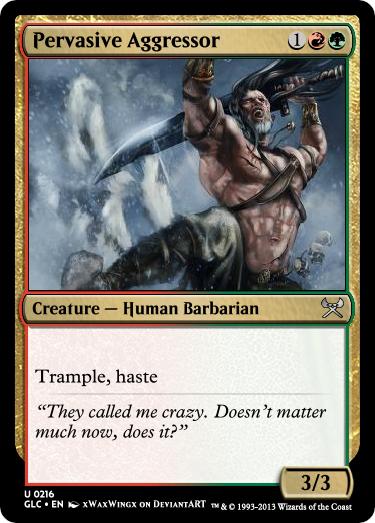 Pervasive Aggressor 1
Creature — Human Barbarian
Trample, haste
“They called me crazy. Doesn’t matter
much now, does it?”
3/3
U 0216
GLC • EN xWaxWingx on DeviantART ™ & © 1993-2013 Wizards of the Coast